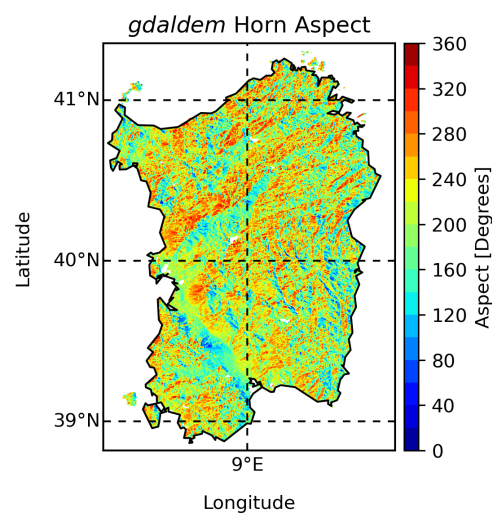 gdaldem Horn Aspect
41°N
40°N
39°N
9°E
Latitude
Longitude
360
320
280
240
200
160
120
80
40
0
Aspect [Degrees]